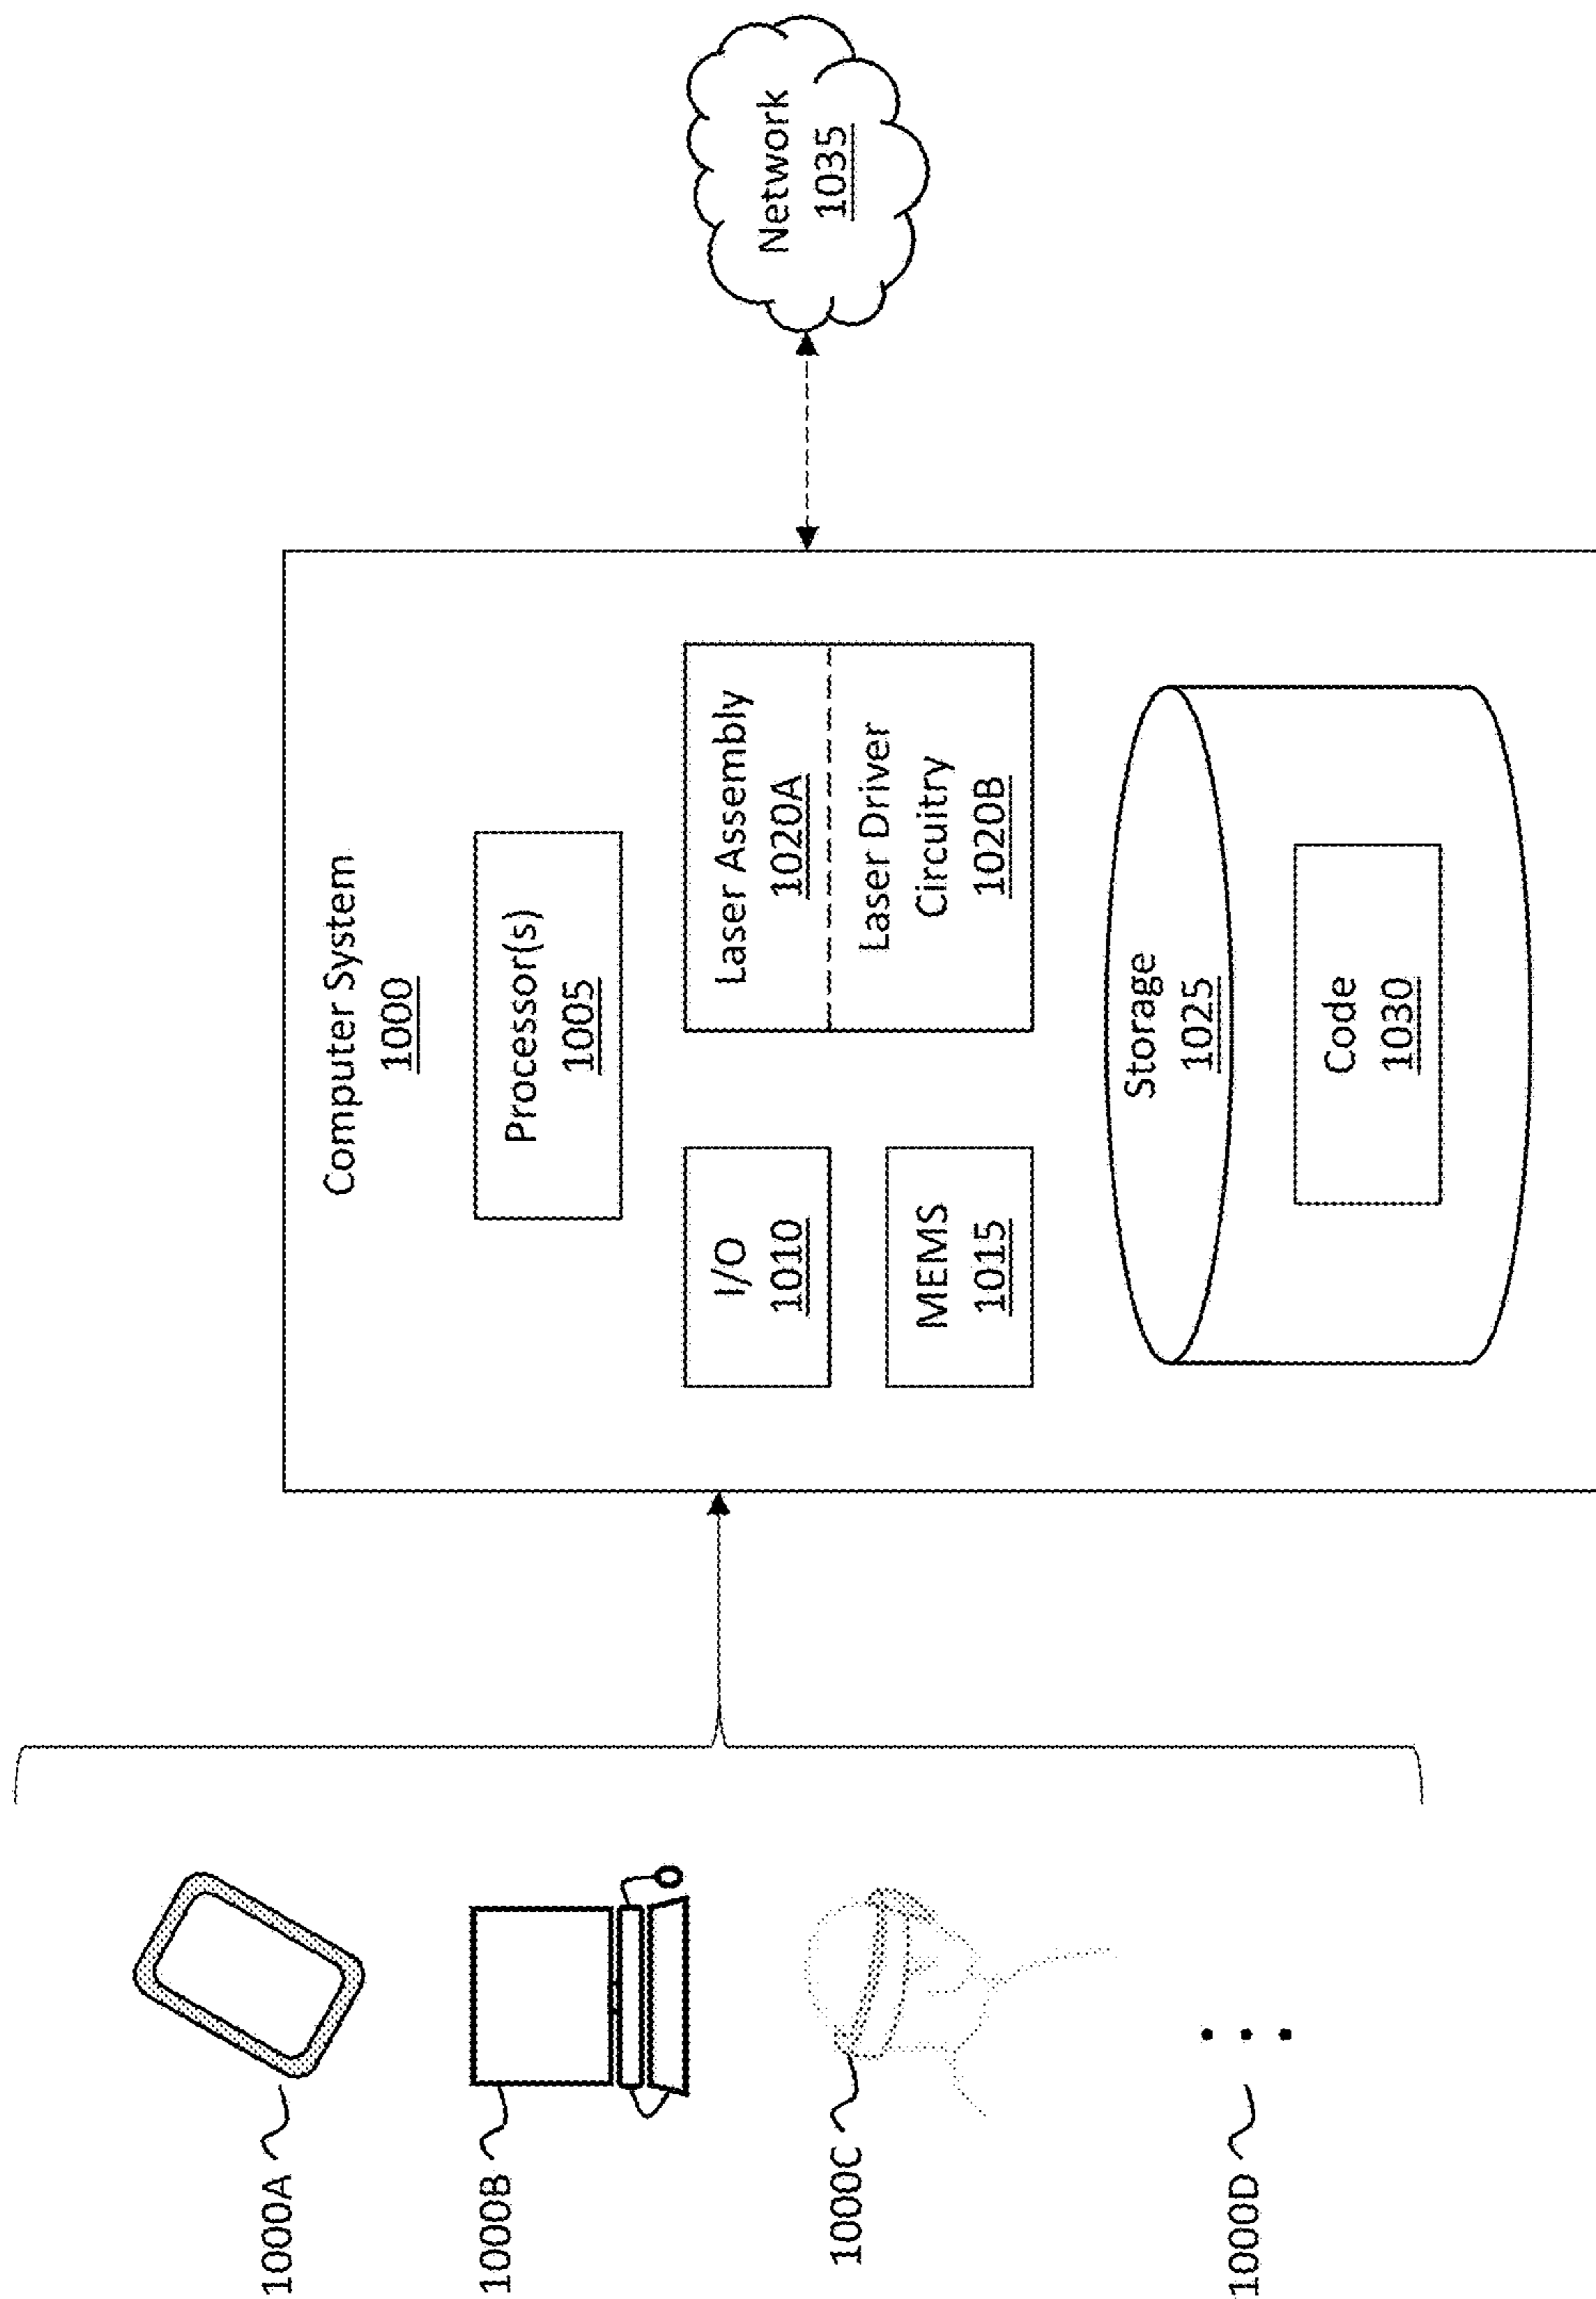 1000A
1000B
1000C
1000D
Computer System
1000
Processor(s)
1005
I/O
1010
Laser Assembly
1020A
MEMS
1015
Laser Driver
Circuitry
1020B
Storage
1025
Code
1030
Network
1035